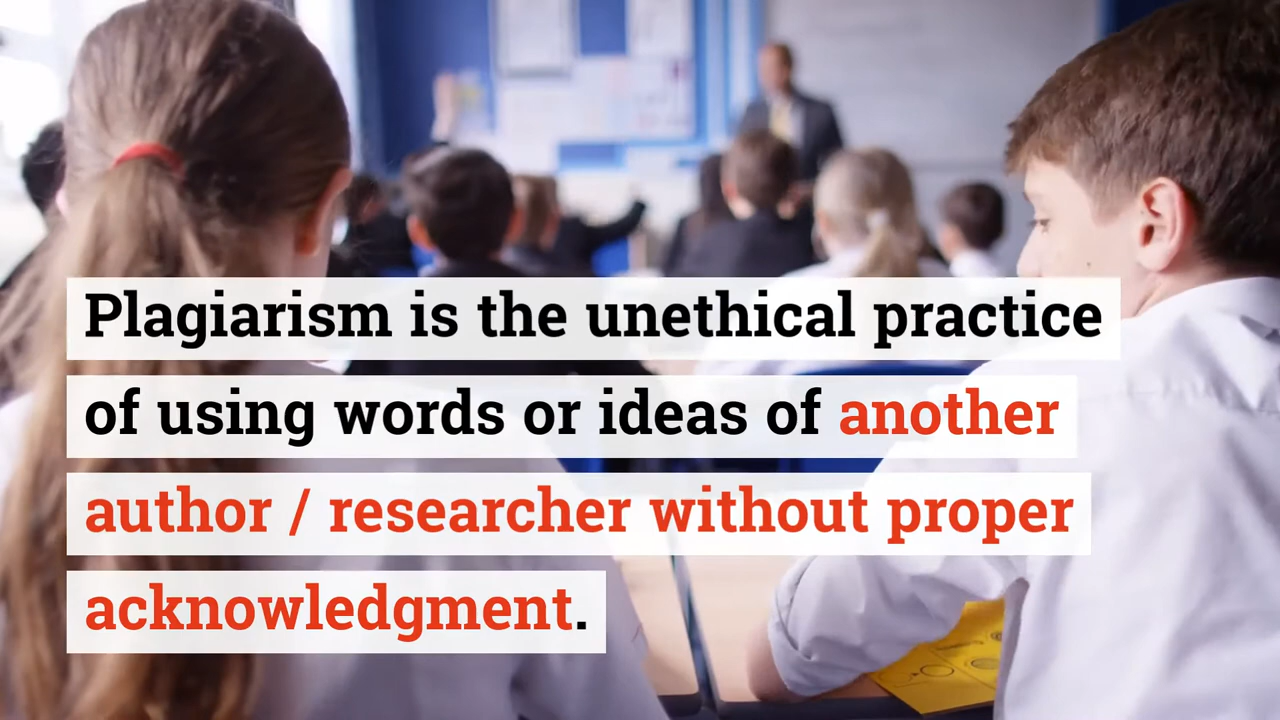 Plagiarism is the unethical practice
of using words or ideas of another
author / researcher without proper
acknowledgment.